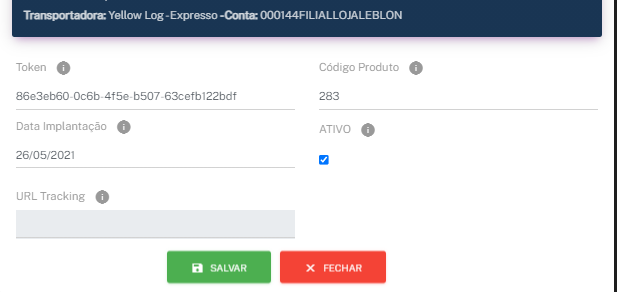 Transportadora: Yellow Log - Expresso - Conta: 000144FILIALLOJALEBLON
Token
Código Produto
86e3eb60-0c6b-4f5e-b507-63cefb122bdf
283
Data Implantação
ATIVO
26/05/2021
URL Tracking
SALVAR
FECHAR